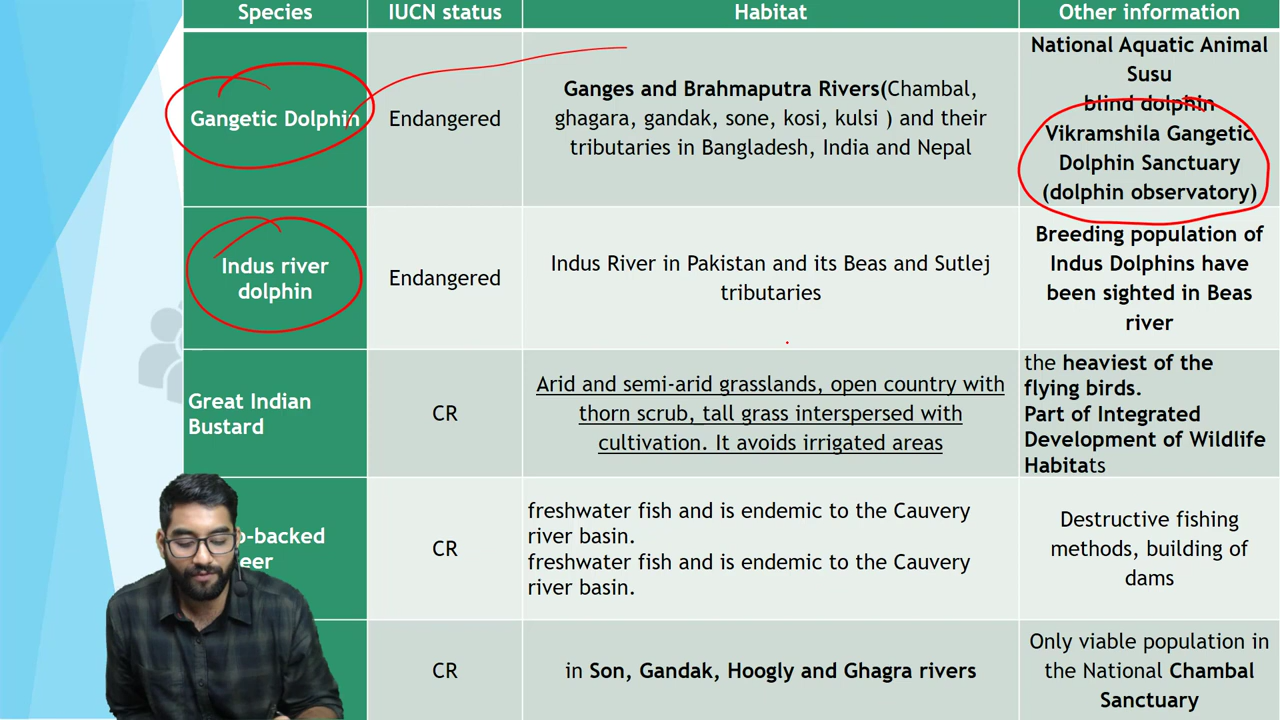 Species IUCN status Habitat Other information
Gangetic Dolphin
Endangered
Ganges and Brahmaputra Rivers(Chambal,
ghagara, gandak, sone, kosi, kulsi ) and their
tributaries in Bangladesh, India and Nepal
National Aquatic Animal
Susu
blind dolphin
Vikramshila Gangetic
Dolphin Sanctuary
(dolphin observatory)
Indus river
dolphin
Endangered
Indus River in Pakistan and its Beas and Sutlej
tributaries
Breeding population of
Indus Dolphins have
been sighted in Beas
river
Great Indian
Bustard
CR
Arid and semi-arid grasslands, open country with
thorn scrub, tall grass interspersed with
cultivation. It avoids irrigated areas
the heaviest of the
flying birds.
Part of Integrated
Development of Wildlife
Habitats
-backed
CR
freshwater fish and is endemic to the Cauvery
river basin.
freshwater fish and is endemic to the Cauvery
river basin.
Destructive fishing
methods, building of
dams
CR
in Son, Gandak, Hoogly and Ghagra rivers
Only viable population in
the National Chambal
Sanctuary